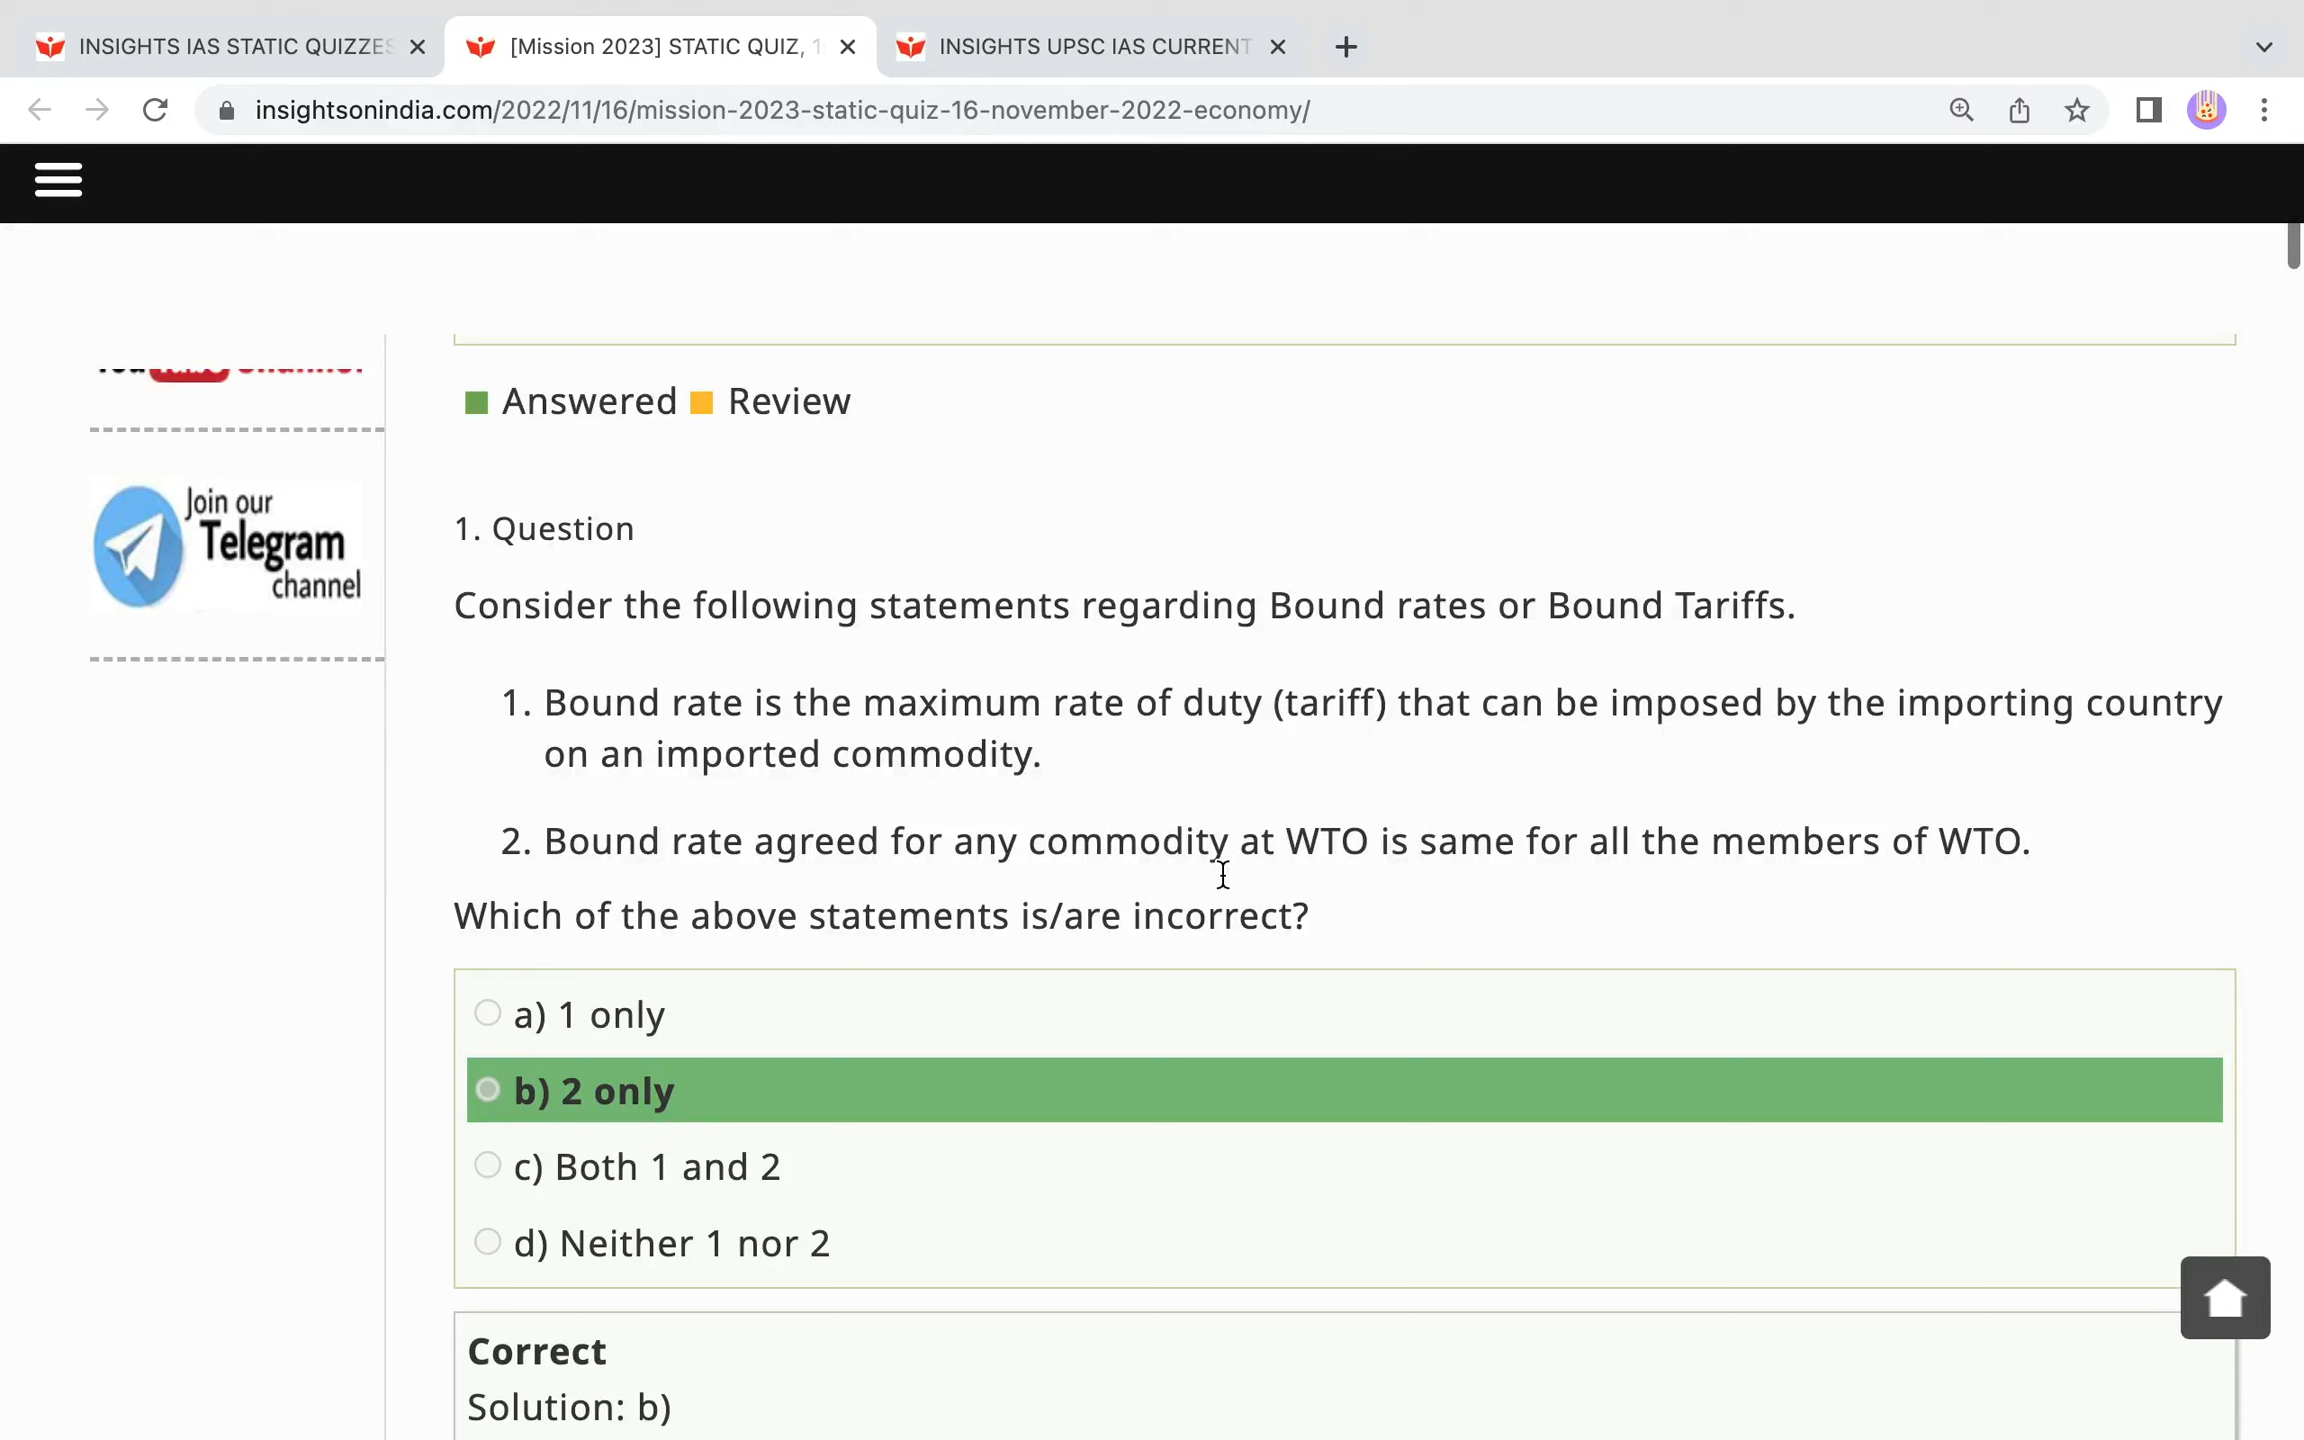 INSIGHTS IAS STATIC QUIZZES
[Mission 2023] STATIC QUIZ, 1
INSIGHTS UPSC IAS CURRENT
insightsonindia.com/2022/11/16/mission-2023-static-quiz-16-november-2022-economy/
Answered Review
Join our
Telegram
channel
1. Question
Consider the following statements regarding Bound rates or Bound Tariffs.
1. Bound rate is the maximum rate of duty (tariff) that can be imposed by the importing country
on an imported commodity.
2. Bound rate agreed for any commodity at WTO is same for all the members of WTO.
Which of the above statements is/are incorrect?
a) 1 only
b) 2 only
c) Both 1 and 2
d) Neither 1 nor 2
Correct
Solution: b)